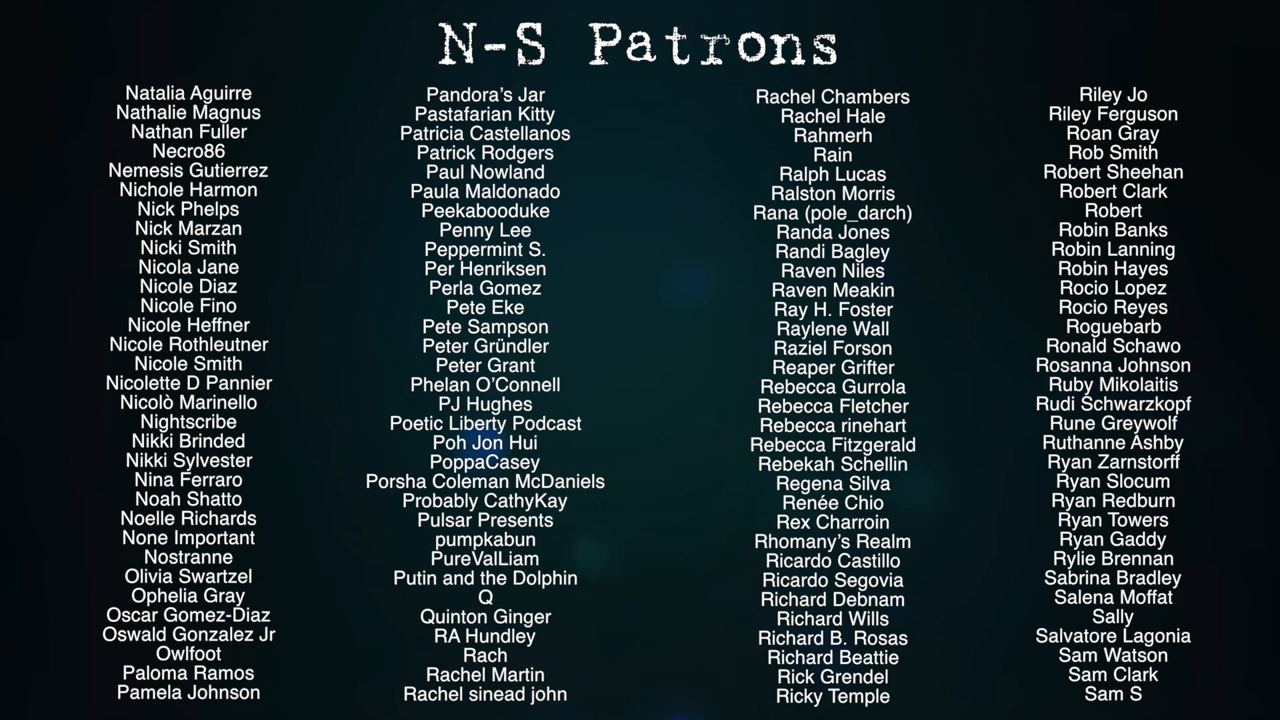 N-S Patrons
Natalia Aguirre
Nathalie Magnus
Nathan Fuller
Necro86
Nemesis Gutierrez
Nichole Harmon
Nick Phelps
Nick Marzan
Nicki Smith
Nicola Jane
Nicole Diaz
Nicole Fino
Nicole Heffner
Nicole Rothleutner
Nicole Smith
Nicolette D Pannier
Nicolò Marinello
Nightscribe
Nikki Brinded
Nikki Sylvester
Nina Ferraro
Noah Shatto
Noelle Richards
None Important
Nostranne
Olivia Swartzel
Ophelia Gray
Oscar Gomez-Diaz
Oswald Gonzalez Jr
Owlfoot
Paloma Ramos
Pamela Johnson
Pandora's Jar
Pastafarian Kitty
Patricia Castellanos
Patrick Rodgers
Paul Nowland
Paula Maldonado
Peekabooduke
Penny Lee
Peppermint S.
Per Henriksen
Perla Gomez
Pete Eke
Pete Sampson
Peter Gründler
Peter Grant
Phelan O'Connell
PJ Hughes
Poetic Liberty Podcast
Poh Jon Hui
PoppaCasey
Porsha Coleman McDaniels
Probably CathyKay
Pulsar Presents
pumpkabun
PureValLiam
Putin and the Dolphin
Q
Quinton Ginger
RA Hundley
Rach
Rachel Martin
Rachel sinead john
Rachel Chambers
Rachel Hale
Rahmerh
Rain
Ralph Lucas
Ralston Morris
Rana (pole_darch)
Randa Jones
Randi Bagley
Raven Niles
Raven Meakin
Ray H. Foster
Raylene Wall
Raziel Forson
Reaper Grifter
Rebecca Gurrola
Rebecca Fletcher
Rebecca rinehart
Rebecca Fitzgerald
Rebekah Schellin
Regena Silva
Renée Chio
Rex Charroin
Rhomany's Realm
Ricardo Castillo
Ricardo Segovia
Richard Debnam
Richard Wills
Richard B. Rosas
Richard Beattie
Rick Grendel
Ricky Temple
Riley Jo
Riley Ferguson
Roan Gray
Rob Smith
Robert Sheehan
Robert Clark
Robert
Robin Banks
Robin Lanning
Robin Hayes
Rocio Lopez
Rocio Reyes
Roguebarb
Ronald Schawo
Rosanna Johnson
Ruby Mikolaitis
Rudi Schwarzkopf
Rune Greywolf
Ruthanne Ashby
Ryan Zarnstorff
Ryan Slocum
Ryan Redburn
Ryan Towers
Ryan Gaddy
Rylie Brennan
Sabrina Bradley
Salena Moffat
Sally
Salvatore Lagonia
Sam Watson
Sam Clark
Sam S